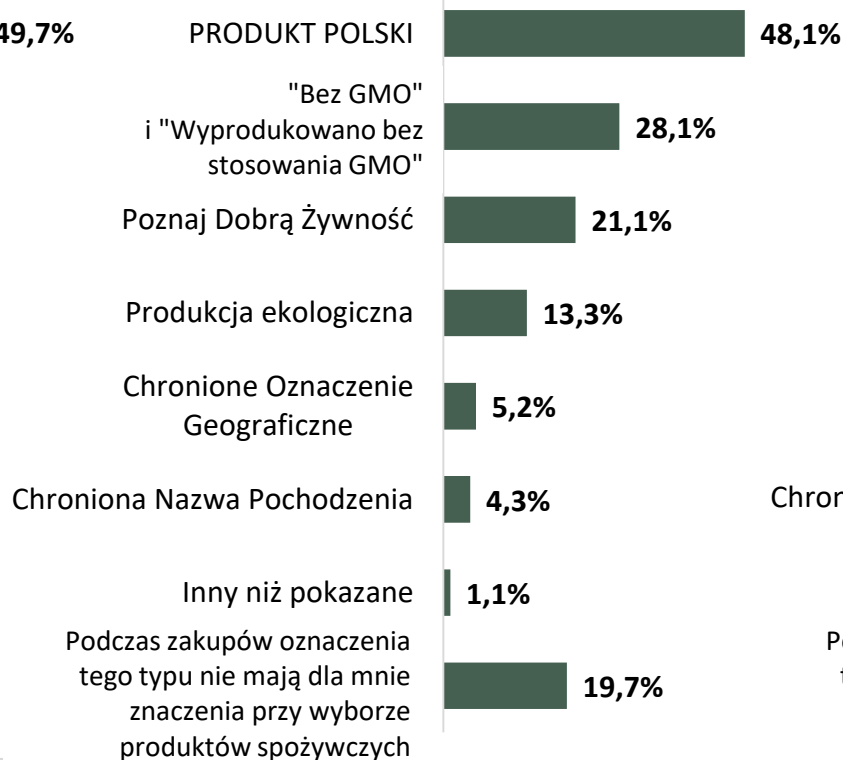 49,7%
PRODUKT POLSKI 48,1%
"Bez GMO"
i "Wyprodukowano bez
stosowania GMO"
28,1%
Poznaj Dobrą Żywność 21,1%
Produkcja ekologiczna 13,3%
Chronione Oznaczenie
Geograficzne
5,2%
Chroniona Nazwa Pochodzenia 4,3%
Inny niż pokazane 1,1%
Podczas zakupów oznaczenia
tego typu nie mają dla mnie
znaczenia przy wyborze
produktów spożywczych
19,7%